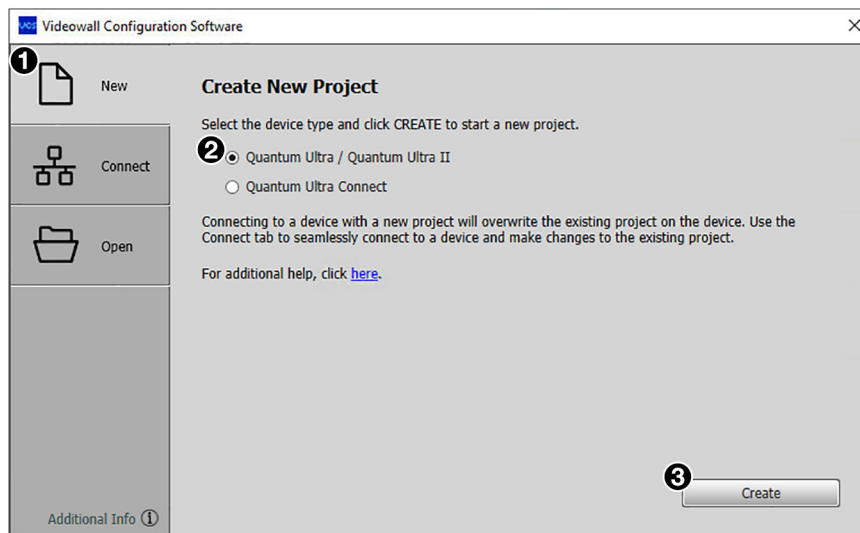 VCS Videowall Configuration Software
1
New
Connect
Open
Additional Info
Create New Project
Select the device type and click CREATE to start a new project.
2
Quantum Ultra / Quantum Ultra II
Quantum Ultra Connect
Connecting to a device with a new project will overwrite the existing project on the device. Use the
Connect tab to seamlessly connect to a device and make changes to the existing project.
For additional help, click here.
3
Create